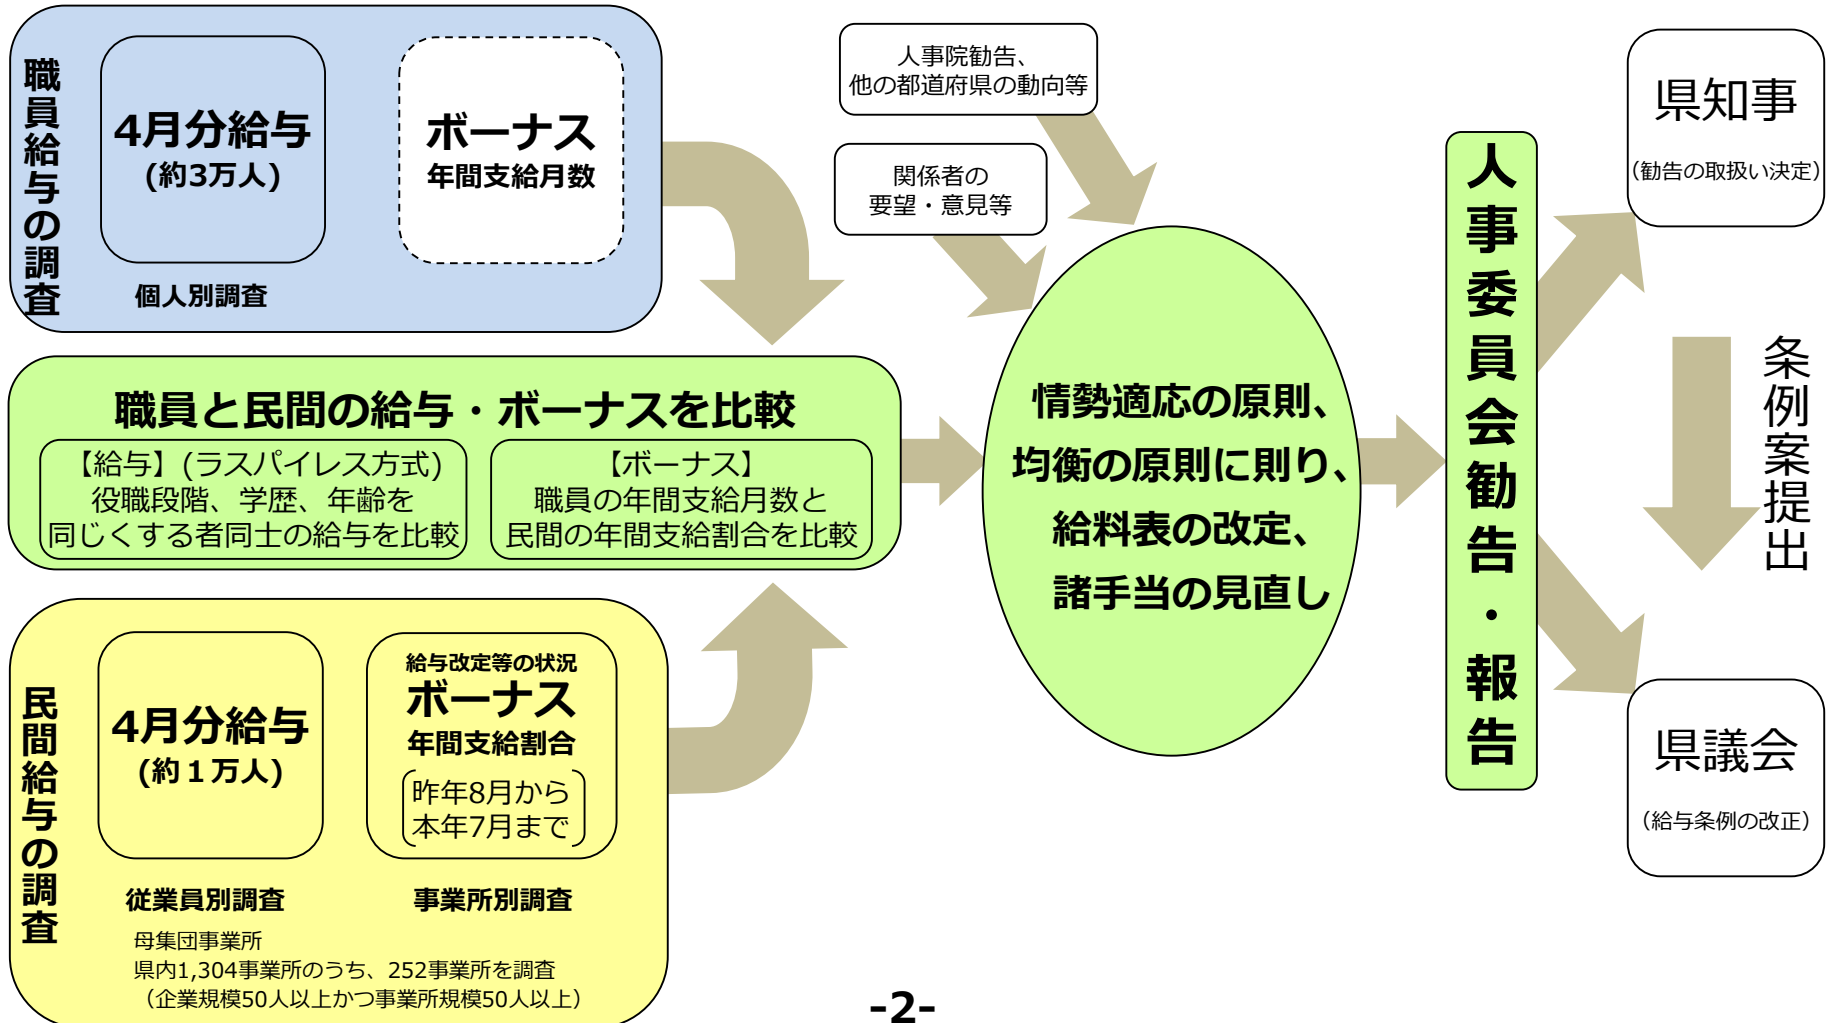 職員給与の調査
4月分給与
(約3万人)
個人別調査
ボーナス
年間支給月数
人事院勧告、
他の都道府県の動向等
関係者の
要望・意見等
職員と民間の給与・ボーナスを比較
【給与】(ラスパイレス方式)
役職段階、学歴、年齢を
同じくする者同士の給与を比較
【ボーナス】
職員の年間支給月数と
民間の年間支給割合を比較
民間給与の調査
4月分給与
(約１万人)
従業員別調査
給与改定等の状況
ボーナス
年間支給割合
昨年8月から
本年7月まで
事業所別調査
母集団事業所
県内1,304事業所のうち、252事業所を調査
（企業規模50人以上かつ事業所規模50人以上）
情勢適応の原則、
均衡の原則に則り、
給料表の改定、
諸手当の見直し
人事委員会勧告・報告
県知事
（勧告の取扱い決定）
条例案提出
県議会
（給与条例の改正）
-2-